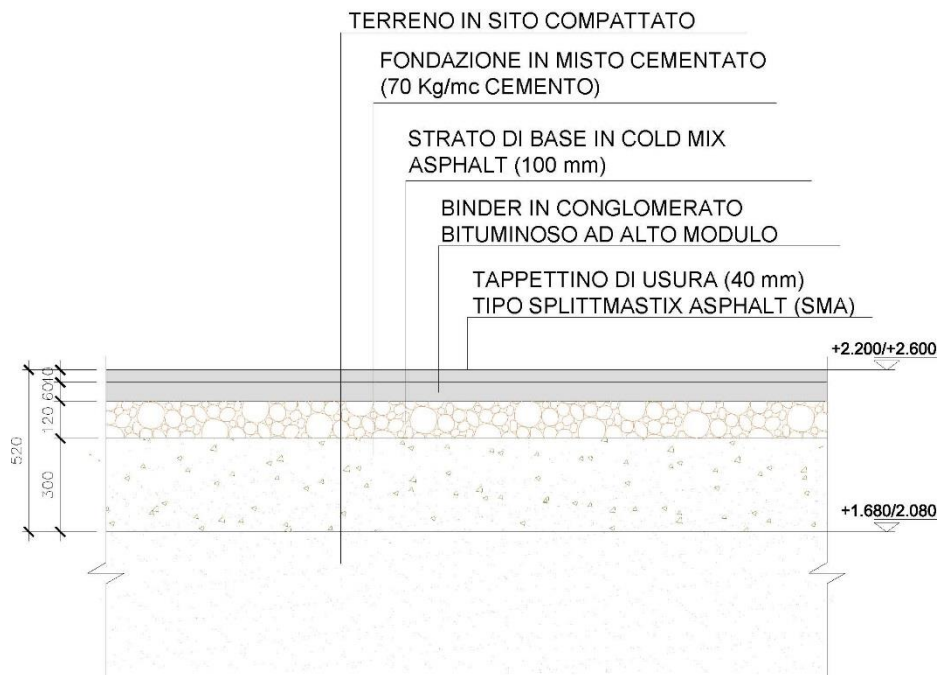 TERRENO IN SITO COMPATTATO
FONDAZIONE IN MISTO CEMENTATO
(70 Kg/mc CEMENTO)
STRATO DI BASE IN COLD MIX
ASPHALT (100 mm)
BINDER IN CONGLOMERATO
BITUMINOSO AD ALTO MODULO
TAPPETTINO DI USURA (40 mm)
TIPO SPLITTMASTIX ASPHALT (SMA)
+2.200/+2.600
40
60
120
520
300
+1.680/2.080